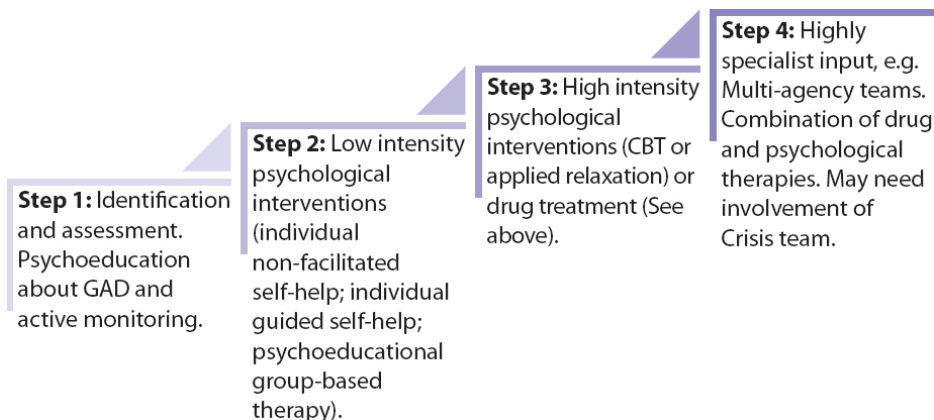 Step 1: Identification
and assessment.
Psychoeducation
about GAD and
active monitoring.
Step 2: Low intensity
psychological
interventions
(individual
non-facilitated
self-help; individual
guided self-help;
psychoeducational
group-based
therapy).
Step 3: High intensity
psychological
interventions (CBT or
applied relaxation) or
drug treatment (See
above).
Step 4: Highly
specialist input, e.g.
Multi-agency teams.
Combination of drug
and psychological
therapies. May need
involvement of
Crisis team.